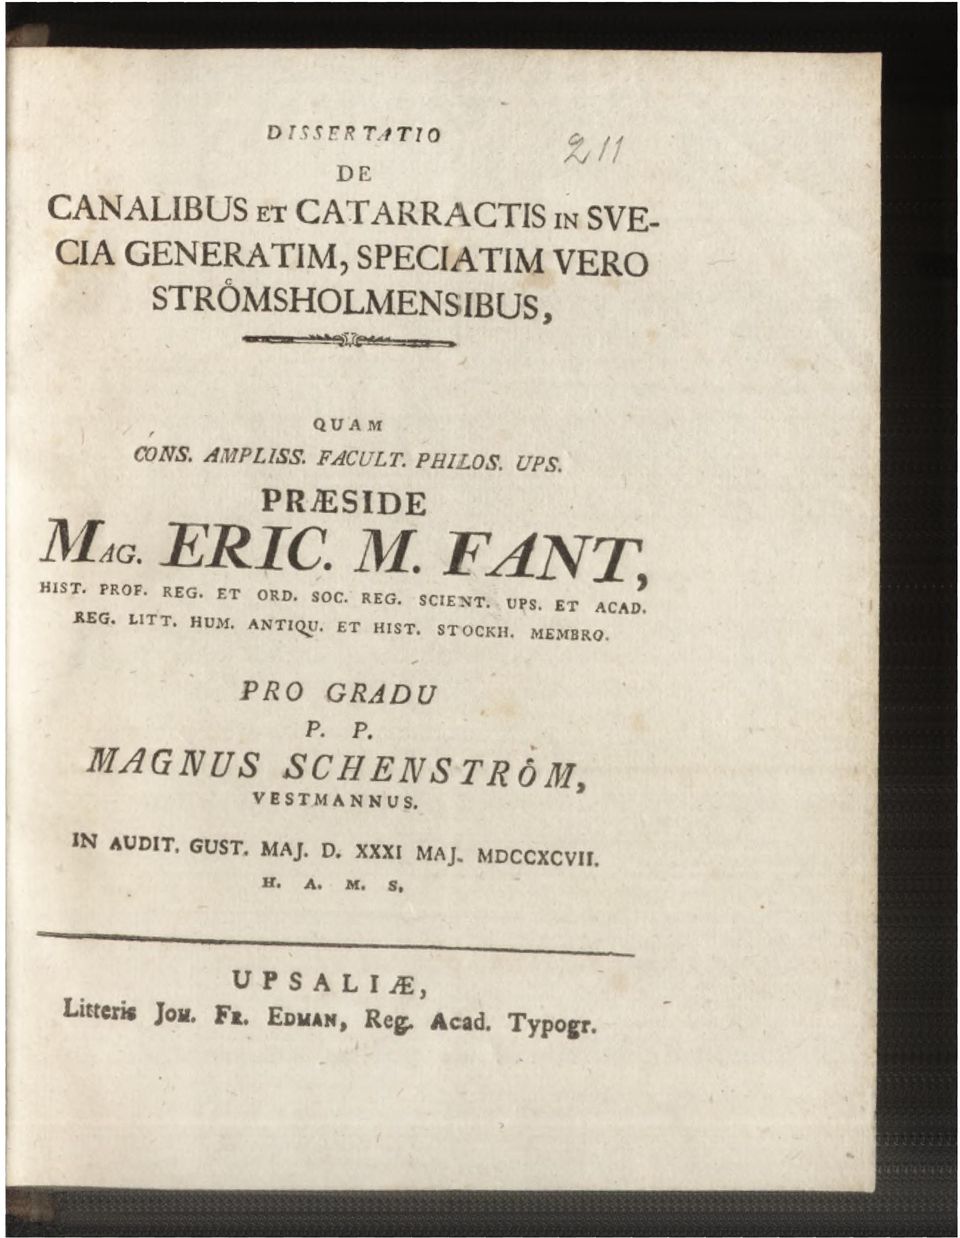 DISSERTATIO
211
DE
CANALIBUS ET CATARRACTIS IN SVE-
CIA GENERATIM, SPECIATIM VERO
STRÖMSHOLMENSIBUS,
QUAM
CONS. AMPLISS. FACULT. PHILOS. UPS.
PRÆSIDE
MAG. ERIC. M. FANT,
HIST. PROF. REG. ET ORD. SOC. REG. SCIENT. UPS. ET ACAD.
REG. LITT. HUM. ANTIQU. ET HIST. STOCKH. MEMBRO.
PRO GRADU
P. P.
MAGNUS SCHENSTRÖM,
VESTMANNUS.
IN AUDIT. GUST. MAJ. D. XXXI MAJ. MDCCXCVII.
H. A. M. S.
UPSALIÆ,
Litteris JOH. FR. EDMAN, Reg. Acad. Typogr.